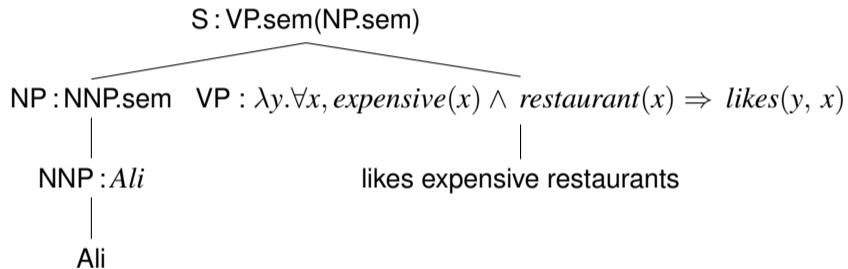 S : VP.sem(NP.sem)
NP : NNP.sem VP : λy.∀x, expensive(x) ∧ restaurant(x) ⇒ likes(y, x)
NNP : Ali likes expensive restaurants
Ali